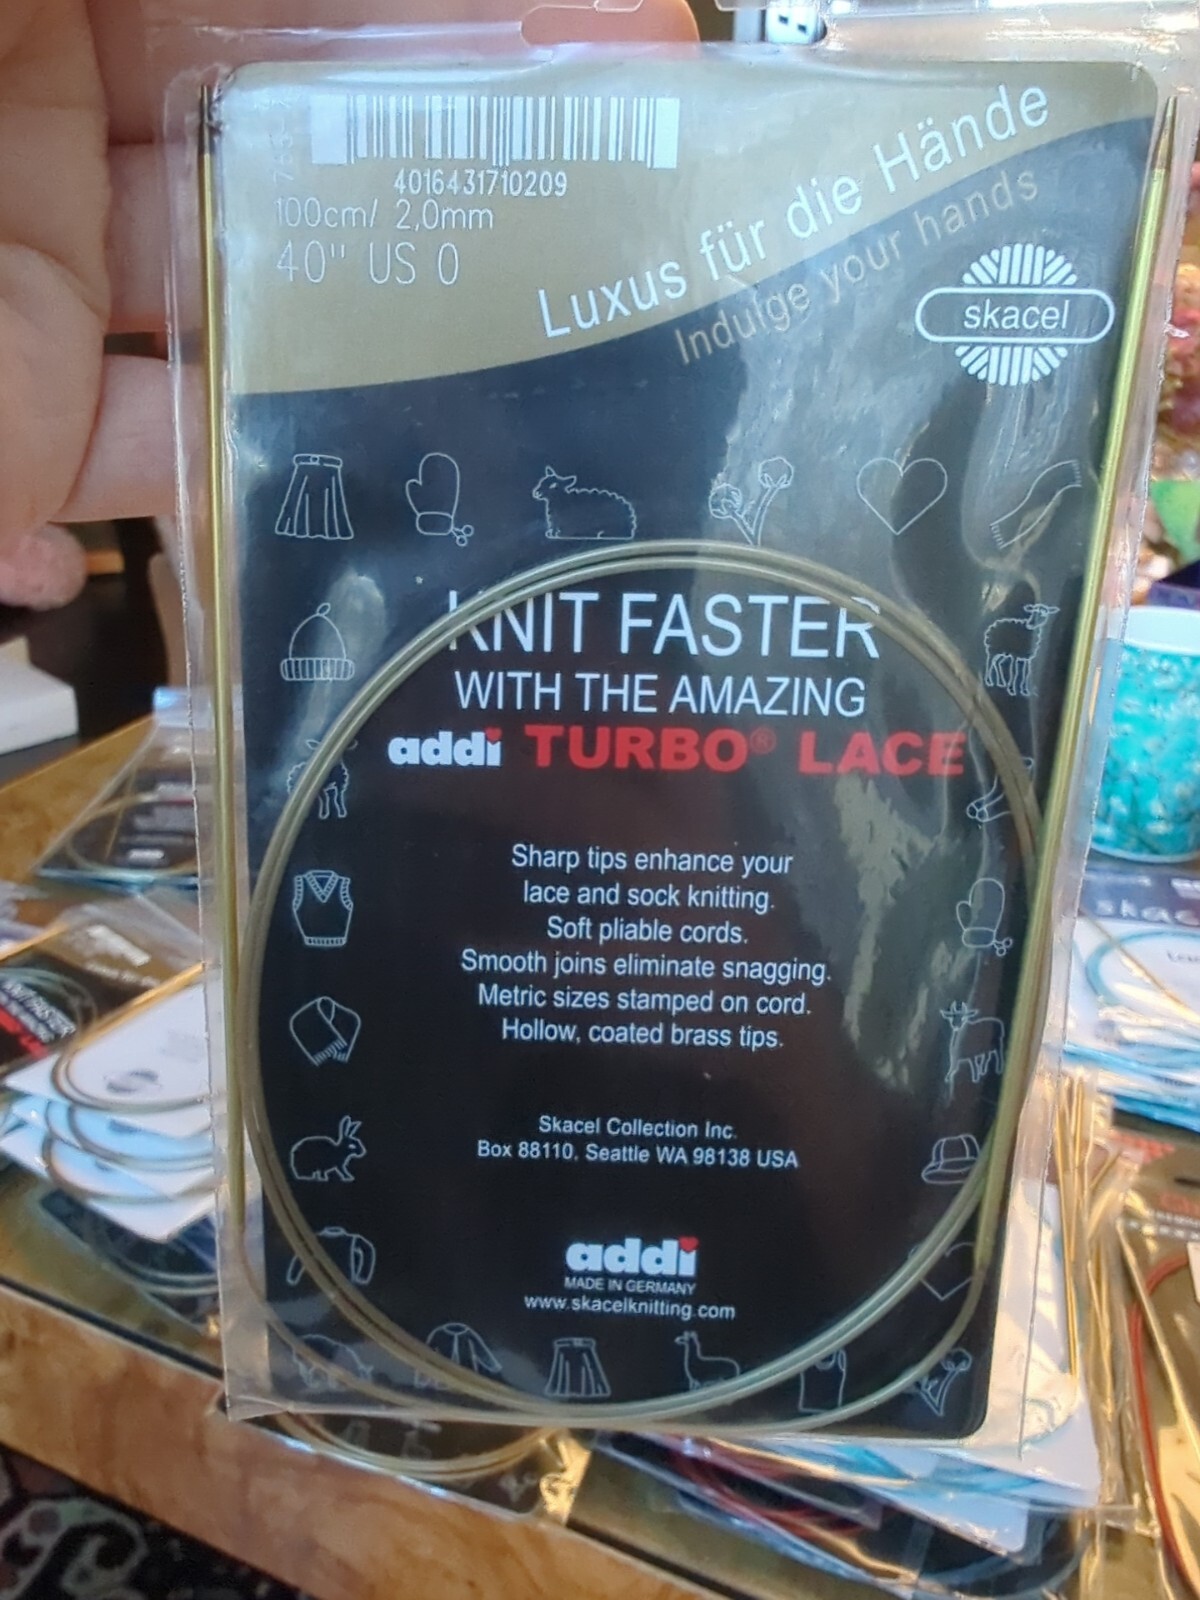 4016431710209
100cm/ 2,0mm
40" US 0
Luxus für die Hände
Indulge your hands
skacel
KNIT FASTER
WITH THE AMAZING
addi TURBO® LACE
Sharp tips enhance your
lace and sock knitting.
Soft pliable cords.
Smooth joins eliminate snagging.
Metric sizes stamped on cord.
Hollow, coated brass tips.
Skacel Collection Inc.
Box 88110, Seattle WA 98138 USA
addi
MADE IN GERMANY
www.skacelknitting.com